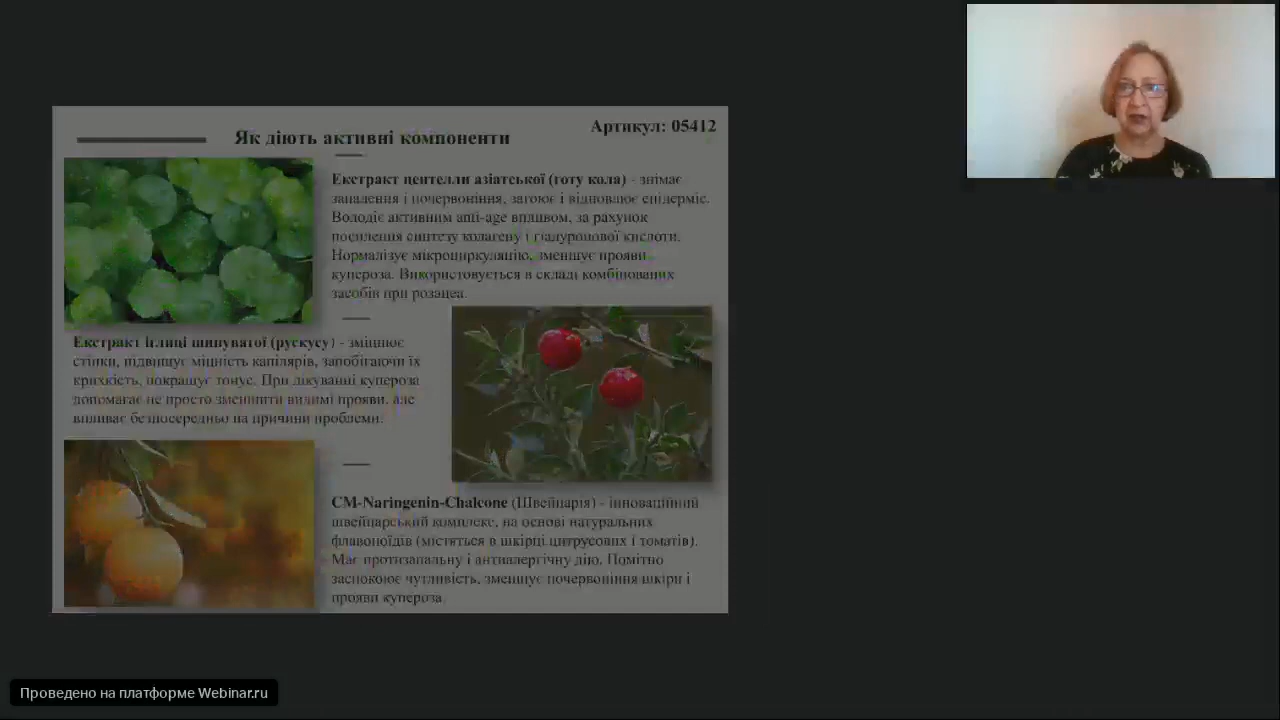 Як діють активні компоненти
Артикул: 05412
Екстракт центелли азіатської (готу кола) - знімає
запалення і почервоніння, загоює і відновлює епідерміс.
Володіє активним anti-age впливом, за рахунок
посилення синтезу колагену і гіалуронової кислоти.
Нормалізує мікроциркуляцію, зменшує прояви
купероза. Використовується в складі комбінованих
засобів при розацеа.
Екстракт іглиці шипуватої (рускусу) - зміцнює
стінки, підвищує міцність капілярів, запобігаючи їх
крихкість, покращує тонус. При лікуванні купероза
допомагає не просто зменшити видимі прояви, але
впливає безпосередньо на причини проблеми.
CM-Naringenin-Chalcone (Швейцарія) - інноваційний
швейцарський комплекс, на основі натуральних
флавоноїдів (містяться в шкірці цитрусових і томатів).
Має протизапальну і антиалергічну дію. Помітно
заспокоює чутливість, зменшує почервоніння шкіри і
прояви купероза.
Проведено на платформе Webinar.ru